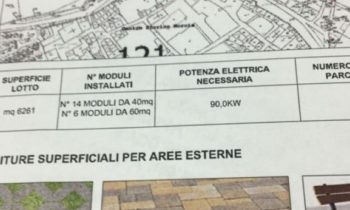 121
SUPERFICIE LOTTO
N° MODULI INSTALLATI
POTENZA ELETTRICA NECESSARIA
NUMERO
PARC
mq 6261
N° 14 MODULI DA 40mq
N° 6 MODULI DA 60mq
90,0KW
ITURE SUPERFICIALI PER AREE ESTERNE